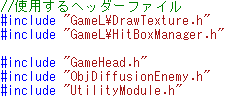 //使用するヘッダーファイル
#include "GameL¥DrawTexture.h"
#include "GameL¥HitBoxManager.h"
#include "GameHead.h"
#include "ObjDiffusionEnemy.h"
#include "UtilityModule.h"